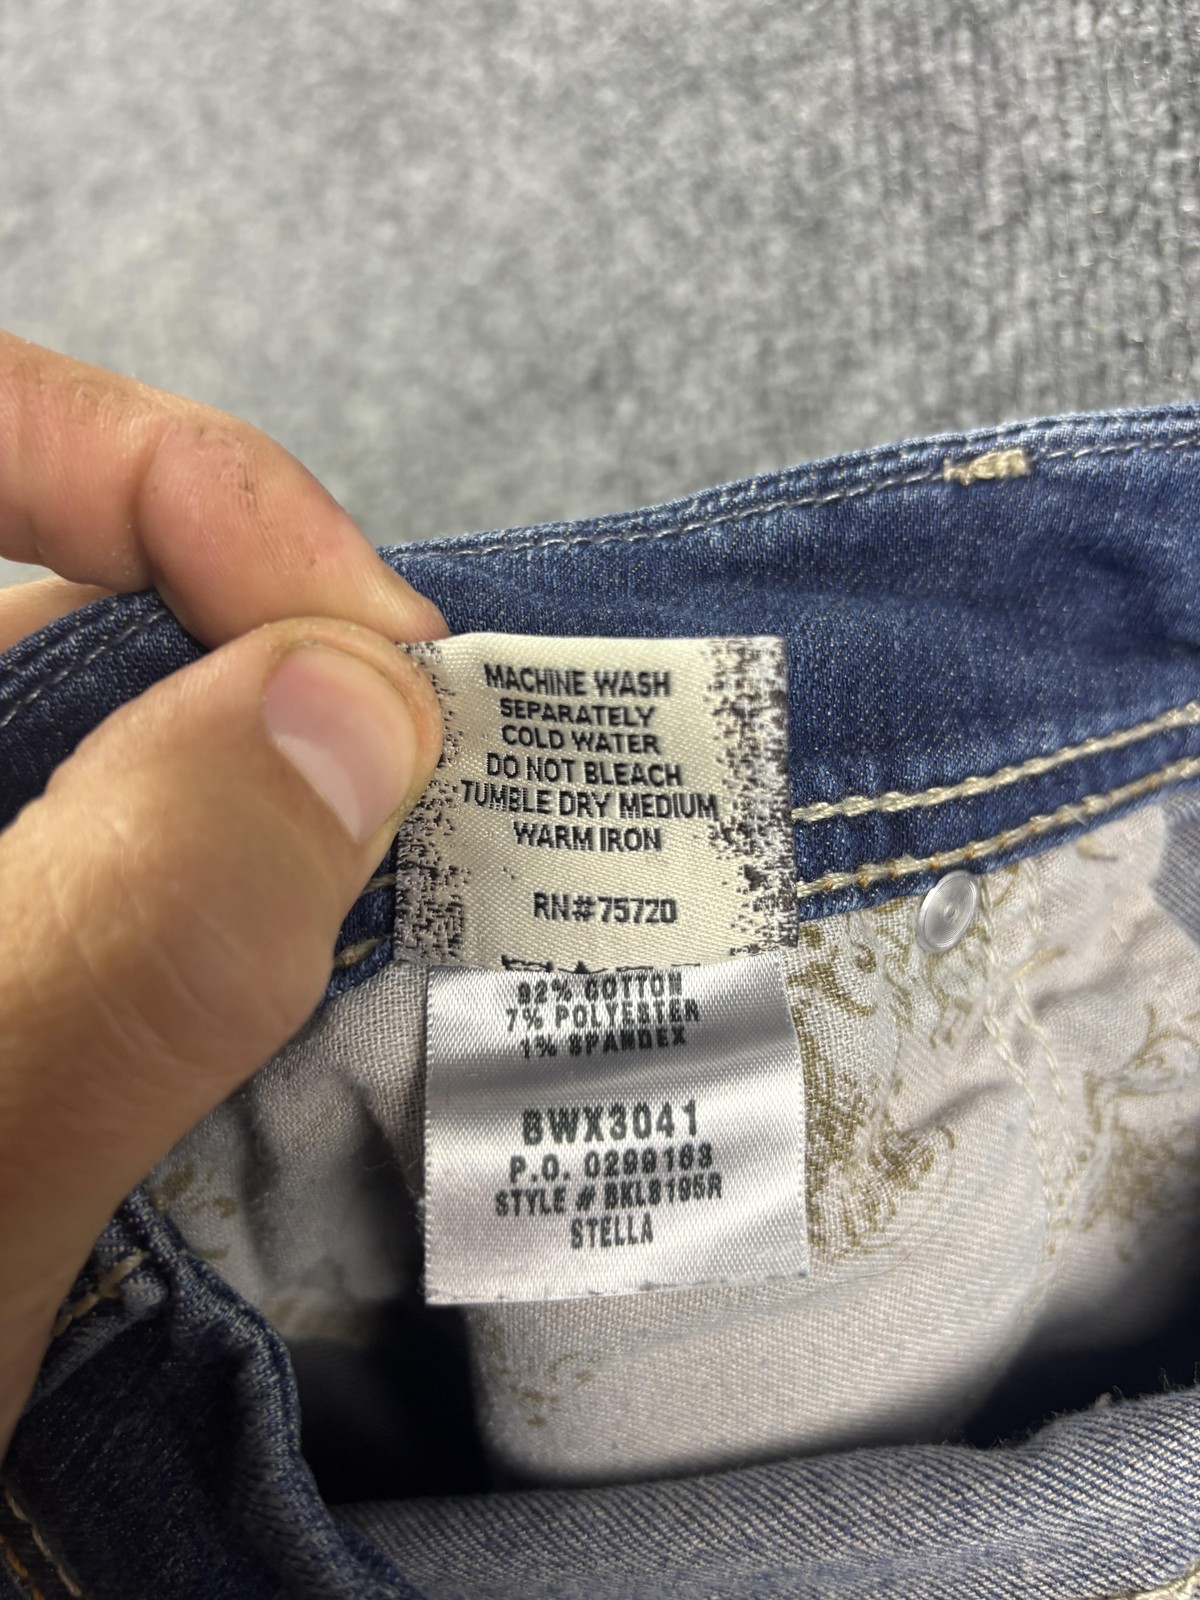 MACHINE WASH
SEPARATELY
COLD WATER
DO NOT BLEACH
TUMBLE DRY MEDIUM
WARM IRON
RN#75720
92% COTTON
7% POLYESTER
1% SPANDEX
BWX3041
P.O. 0299163
STYLE # BKL8195R
STELLA